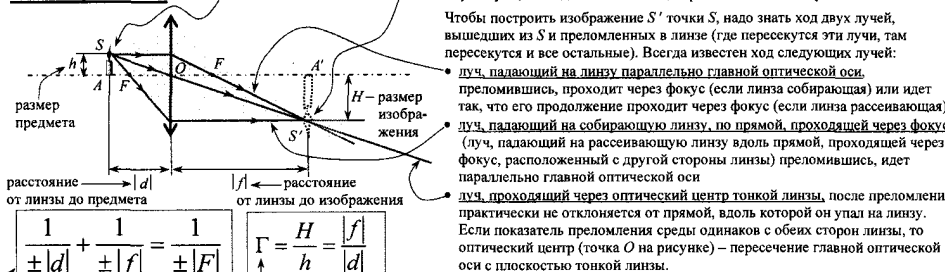 S
h
O
F
A'
A
F
H – размер
изобра-
жения
размер
предмета
S'
расстояние
от линзы до предмета
|d|
|f|
расстояние
от линзы до изображения
1/±|d| + 1/±|f| = 1/±|F|
Γ = H/h = |f|/|d|
Чтобы построить изображение S' точки S, надо знать ход двух лучей,
вышедших из S и преломленных в линзе (где пересекутся эти лучи, там
пересекутся и все остальные). Всегда известен ход следующих лучей:
• луч, падающий на линзу параллельно главной оптической оси,
преломившись, проходит через фокус (если линза собирающая) или идет
так, что его продолжение проходит через фокус (если линза рассеивающая)
• луч, падающий на собирающую линзу, по прямой, проходящей через фокус
(луч, падающий на рассеивающую линзу вдоль прямой, проходящей через
фокус, расположенный с другой стороны линзы) преломившись, идет
параллельно главной оптической оси
• луч, проходящий через оптический центр тонкой линзы, после преломлени
практически не отклоняется от прямой, вдоль которой он упал на линзу.
Если показатель преломления среды одинаков с обеих сторон линзы, то
оптический центр (точка O на рисунке) – пересечение главной оптической
оси с плоскостью тонкой линзы.